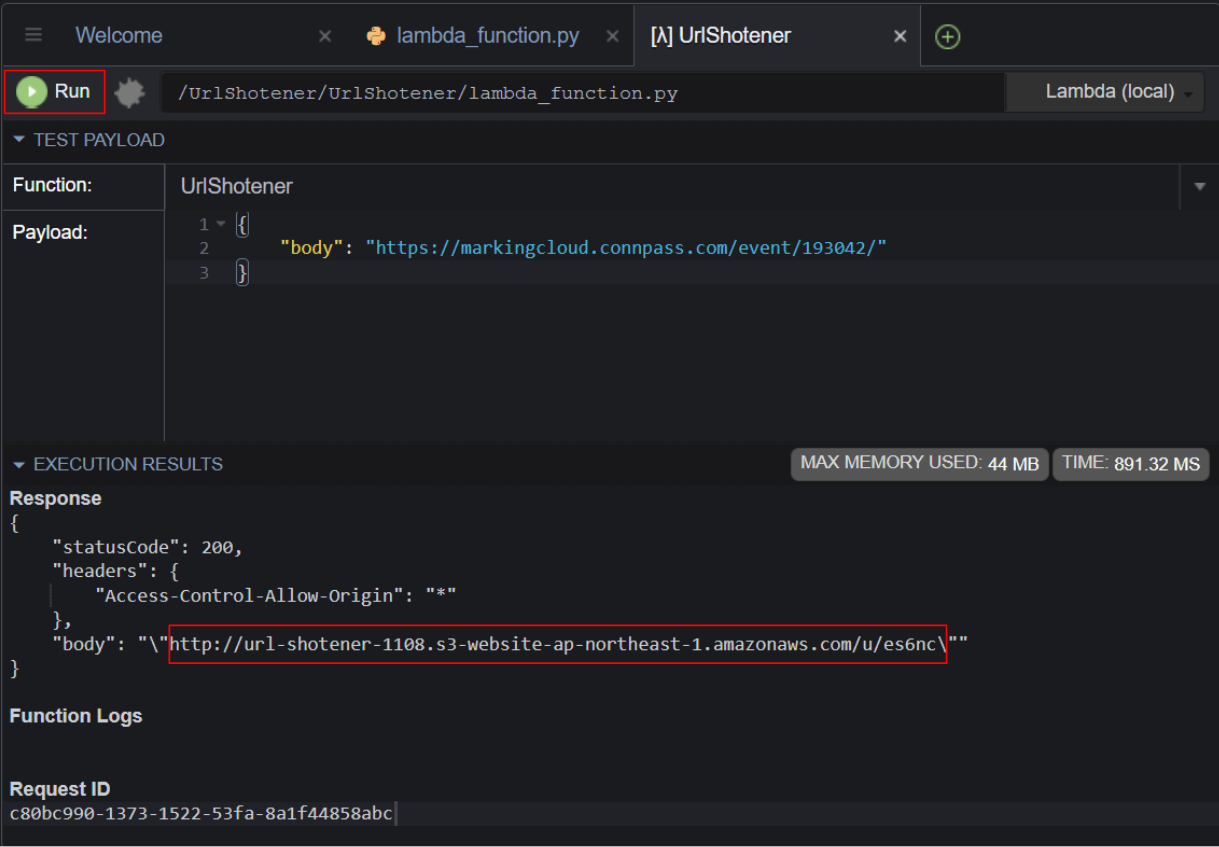 Welcome × lambda_function.py × [λ] UrlShotener ×
Run /UrlShotener/UrlShotener/lambda_function.py Lambda (local)
TEST PAYLOAD
Function: UrlShotener
Payload:
1 {
2 "body": "https://markingcloud.connpass.com/event/193042/"
3 }
EXECUTION RESULTS MAX MEMORY USED: 44 MB TIME: 891.32 MS
Response
{
"statusCode": 200,
"headers": {
"Access-Control-Allow-Origin": "*"
},
"body": "\"http://url-shotener-1108.s3-website-ap-northeast-1.amazonaws.com/u/es6nc\""
}
Function Logs
Request ID
c80bc990-1373-1522-53fa-8a1f44858abc